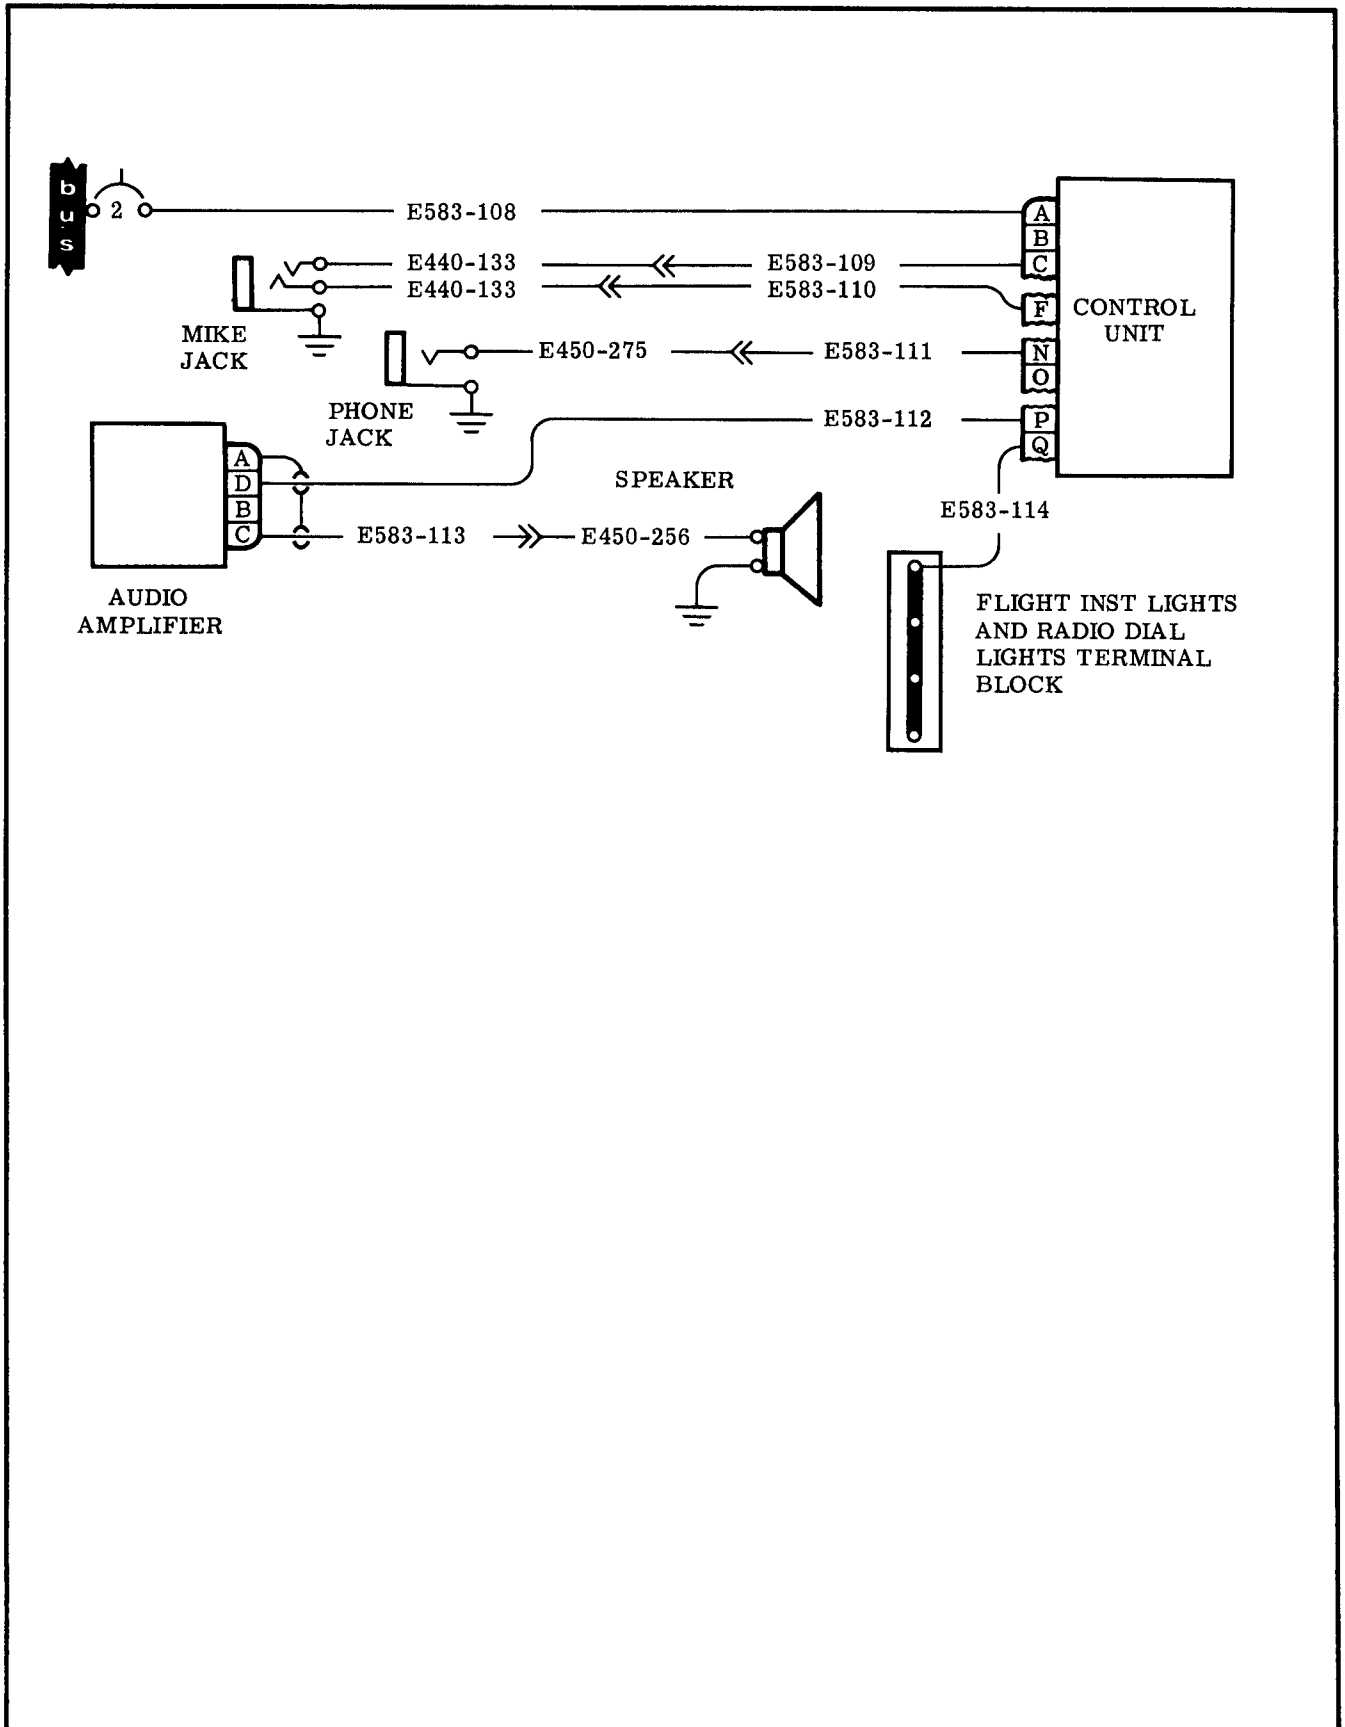 bus
2
E583-108
A
B
C
E440-133
E583-109
E440-133
E583-110
F
CONTROL
UNIT
MIKE
JACK
E450-275
E583-111
N
O
PHONE
JACK
E583-112
P
Q
A
D
B
C
SPEAKER
E583-114
E583-113
E450-256
AUDIO
AMPLIFIER
FLIGHT INST LIGHTS
AND RADIO DIAL
LIGHTS TERMINAL
BLOCK